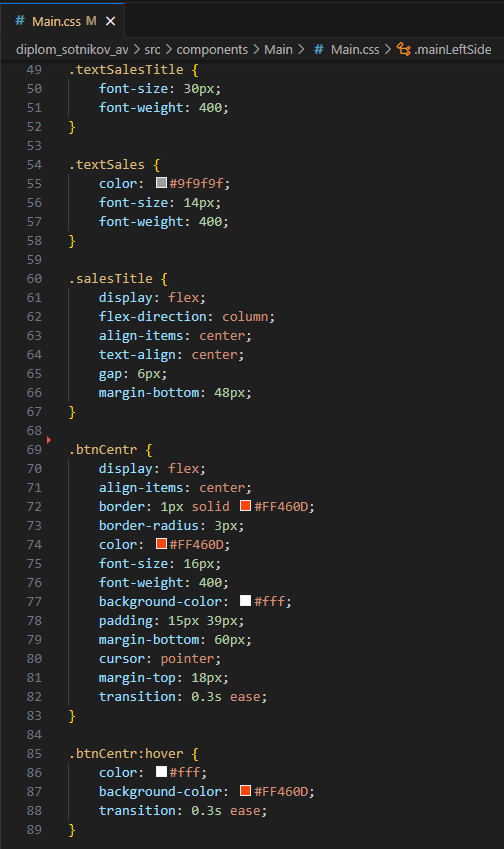 # Main.css M ✕
diplom_sotnikov_av > src > components > Main > # Main.css > .mainLeftSide
49 .textSalesTitle {
50     font-size: 30px;
51     font-weight: 400;
52 }
53
54 .textSales {
55     color: #9f9f9f;
56     font-size: 14px;
57     font-weight: 400;
58 }
59
60 .salesTitle {
61     display: flex;
62     flex-direction: column;
63     align-items: center;
64     text-align: center;
65     gap: 6px;
66     margin-bottom: 48px;
67 }
68
69 .btnCentr {
70     display: flex;
71     align-items: center;
72     border: 1px solid #FF460D;
73     border-radius: 3px;
74     color: #FF460D;
75     font-size: 16px;
76     font-weight: 400;
77     background-color: #fff;
78     padding: 15px 39px;
79     margin-bottom: 60px;
80     cursor: pointer;
81     margin-top: 18px;
82     transition: 0.3s ease;
83 }
84
85 .btnCentr:hover {
86     color: #fff;
87     background-color: #FF460D;
88     transition: 0.3s ease;
89 }